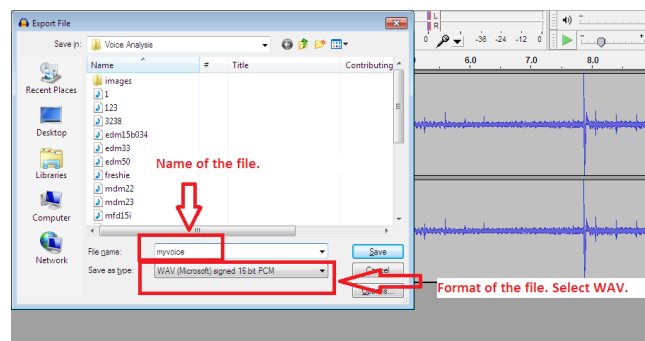 Export File
Save in:
Voice Analysis
Name
#
Title
Contributing
Recent Places
Desktop
Libraries
Computer
Network
images
1
123
3238
edm15b034
edm33
edm50
freshie
mdm22
mdm23
mfd15i
Name of the file.
File name:
myvoice
Save
Save as type:
WAV (Microsoft) signed 16 bit PCM
Cancel
Options...
Format of the file. Select WAV.
L
R
0 -36 -24 -12 0
6.0 7.0 8.0